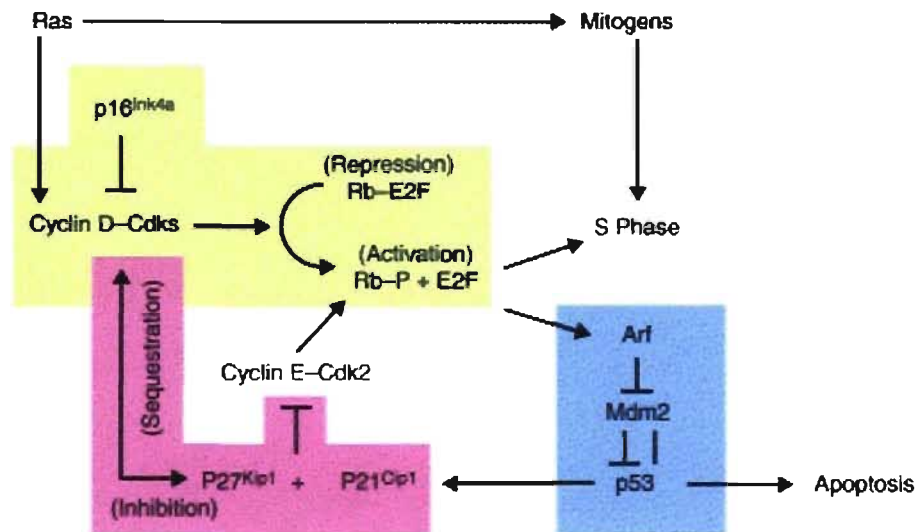 Ras
Mitogens
p16Ink4a
(Repression)
Rb–E2F
Cyclin D–Cdks
S Phase
(Activation)
Rb–P + E2F
Arf
Cyclin E–Cdk2
(Sequestration)
Mdm2
P27Kip1 + P21Cip1
p53
Apoptosis
(Inhibition)